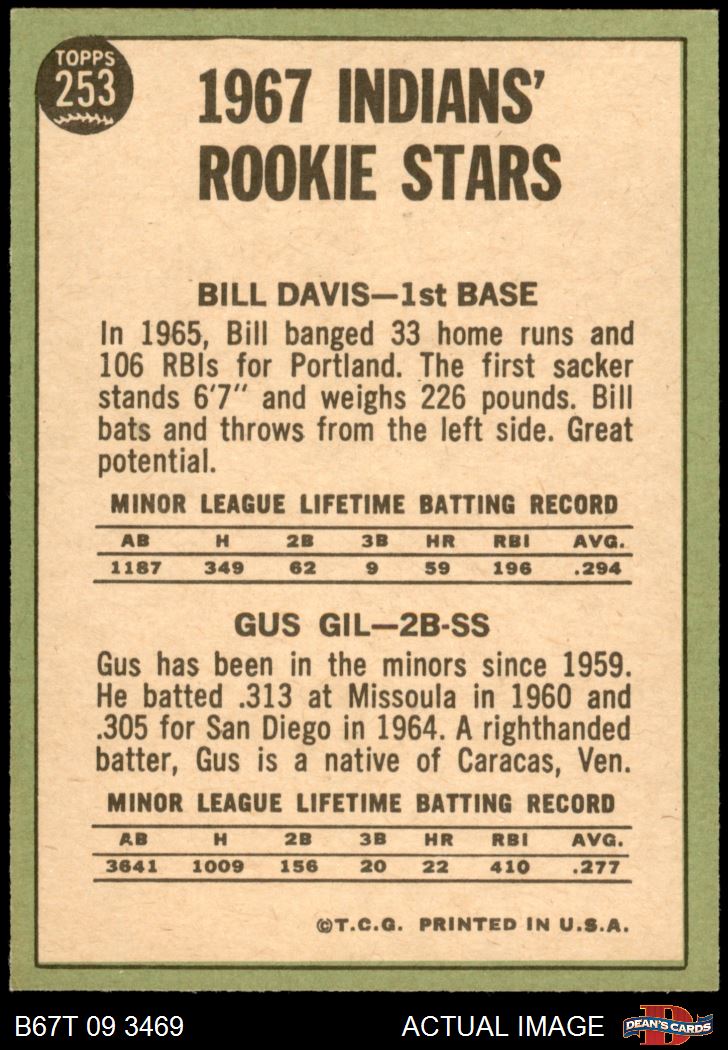 TOPPS
253
1967 INDIANS'
ROOKIE STARS
BILL DAVIS—1st BASE
In 1965, Bill banged 33 home runs and
106 RBIs for Portland. The first sacker
stands 6'7" and weighs 226 pounds. Bill
bats and throws from the left side. Great
potential.
MINOR LEAGUE LIFETIME BATTING RECORD
AB H 2B 3B HR RBI AVG.
1187 349 62 9 59 196 .294
GUS GIL—2B-SS
Gus has been in the minors since 1959.
He batted .313 at Missoula in 1960 and
.305 for San Diego in 1964. A righthanded
batter, Gus is a native of Caracas, Ven.
MINOR LEAGUE LIFETIME BATTING RECORD
AB H 2B 3B HR RBI AVG.
3641 1009 156 20 22 410 .277
©T.C.G. PRINTED IN U.S.A.
B67T 09 3469 ACTUAL IMAGE DEAN'S CARDS